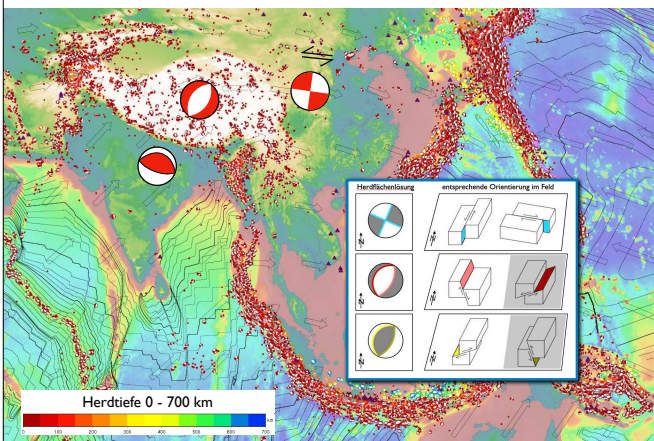 Herdflächenlösung
entsprechende Orientierung im Feld
N
N
N
N
N
N
Herdtiefe 0 - 700 km
0 100 200 300 400 500 600 700 km